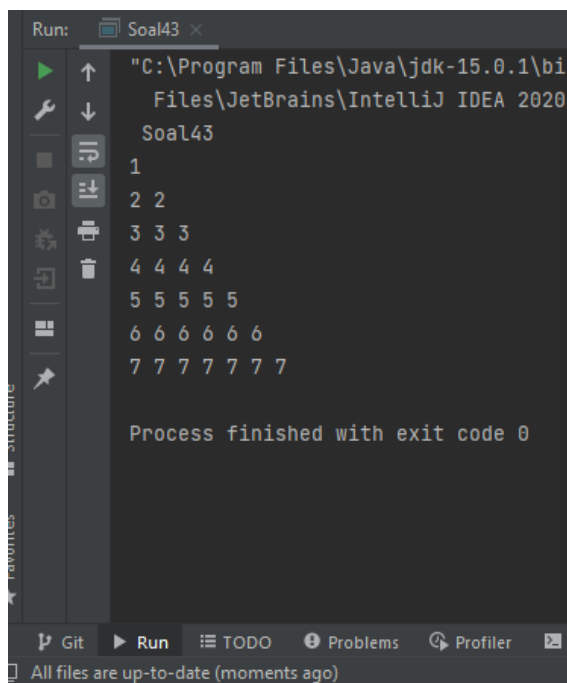 Run: Soal43
"C:\Program Files\Java\jdk-15.0.1\bi
Files\JetBrains\IntelliJ IDEA 2020
Soal43
1
2 2
3 3 3
4 4 4 4
5 5 5 5 5
6 6 6 6 6 6
7 7 7 7 7 7 7
Process finished with exit code 0
Structure
Favorites
Git Run TODO Problems Profiler
All files are up-to-date (moments ago)